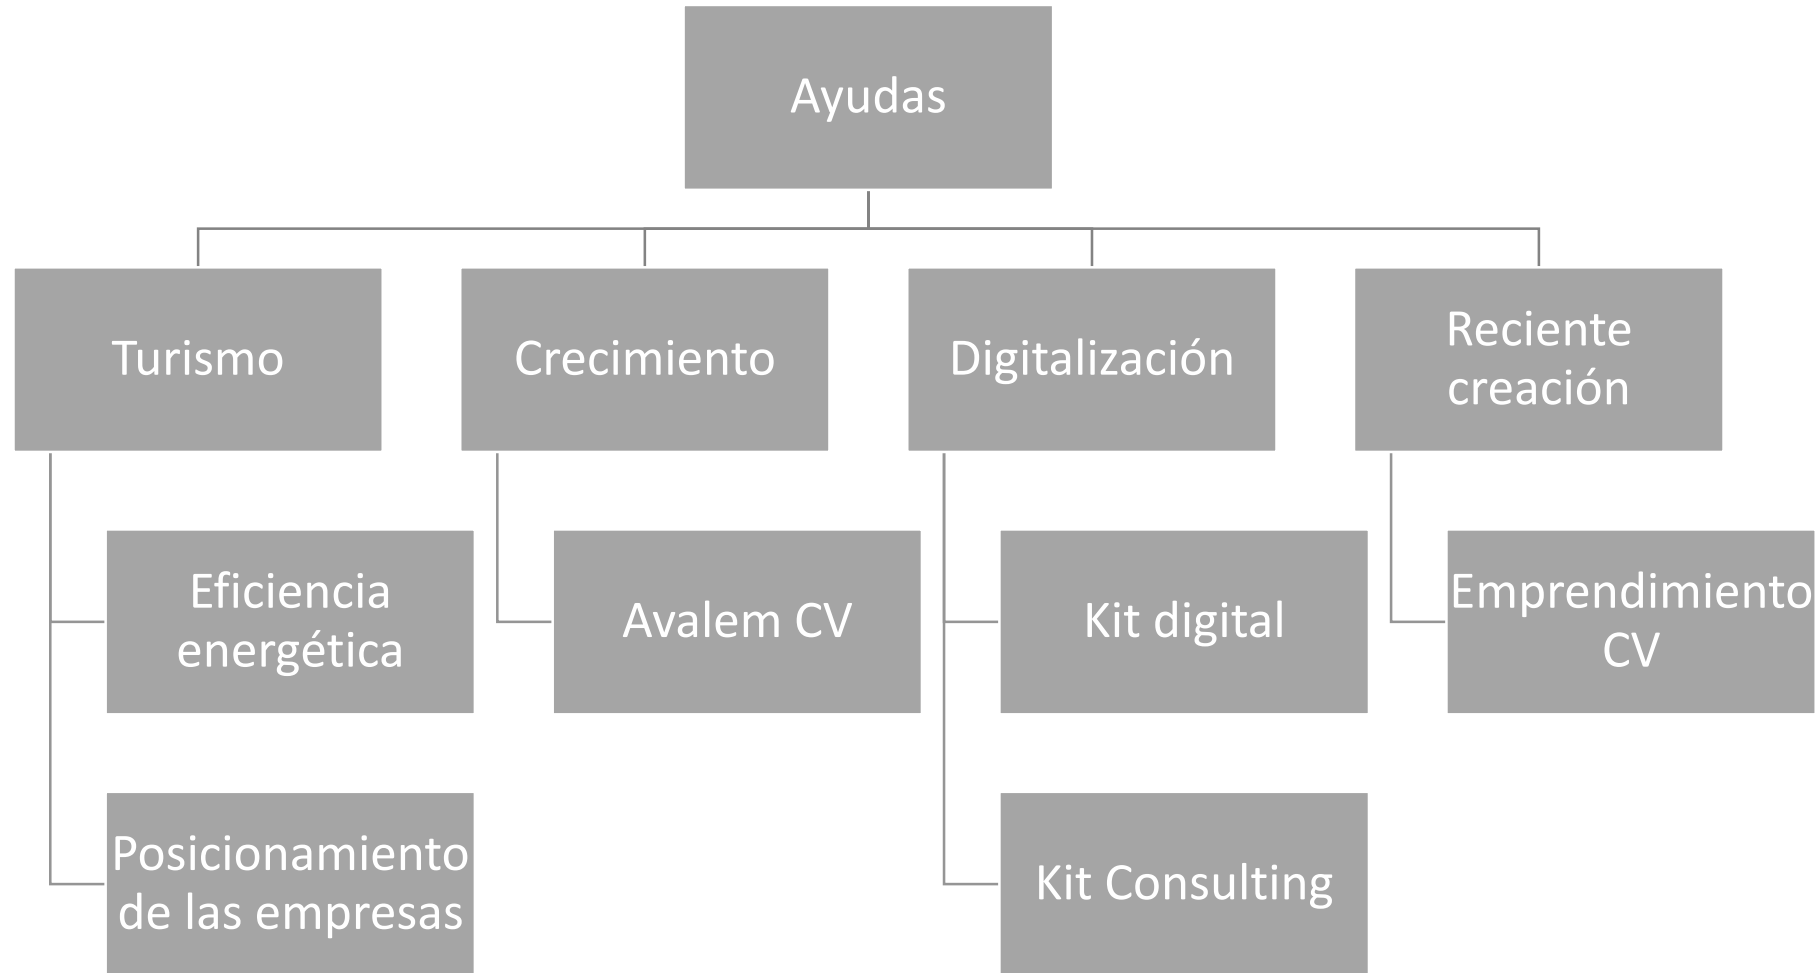 Ayudas
Turismo
Crecimiento
Digitalización
Reciente
creación
Eficiencia
energética
Avalem CV
Kit digital
Emprendimiento
CV
Posicionamiento
de las empresas
Kit Consulting